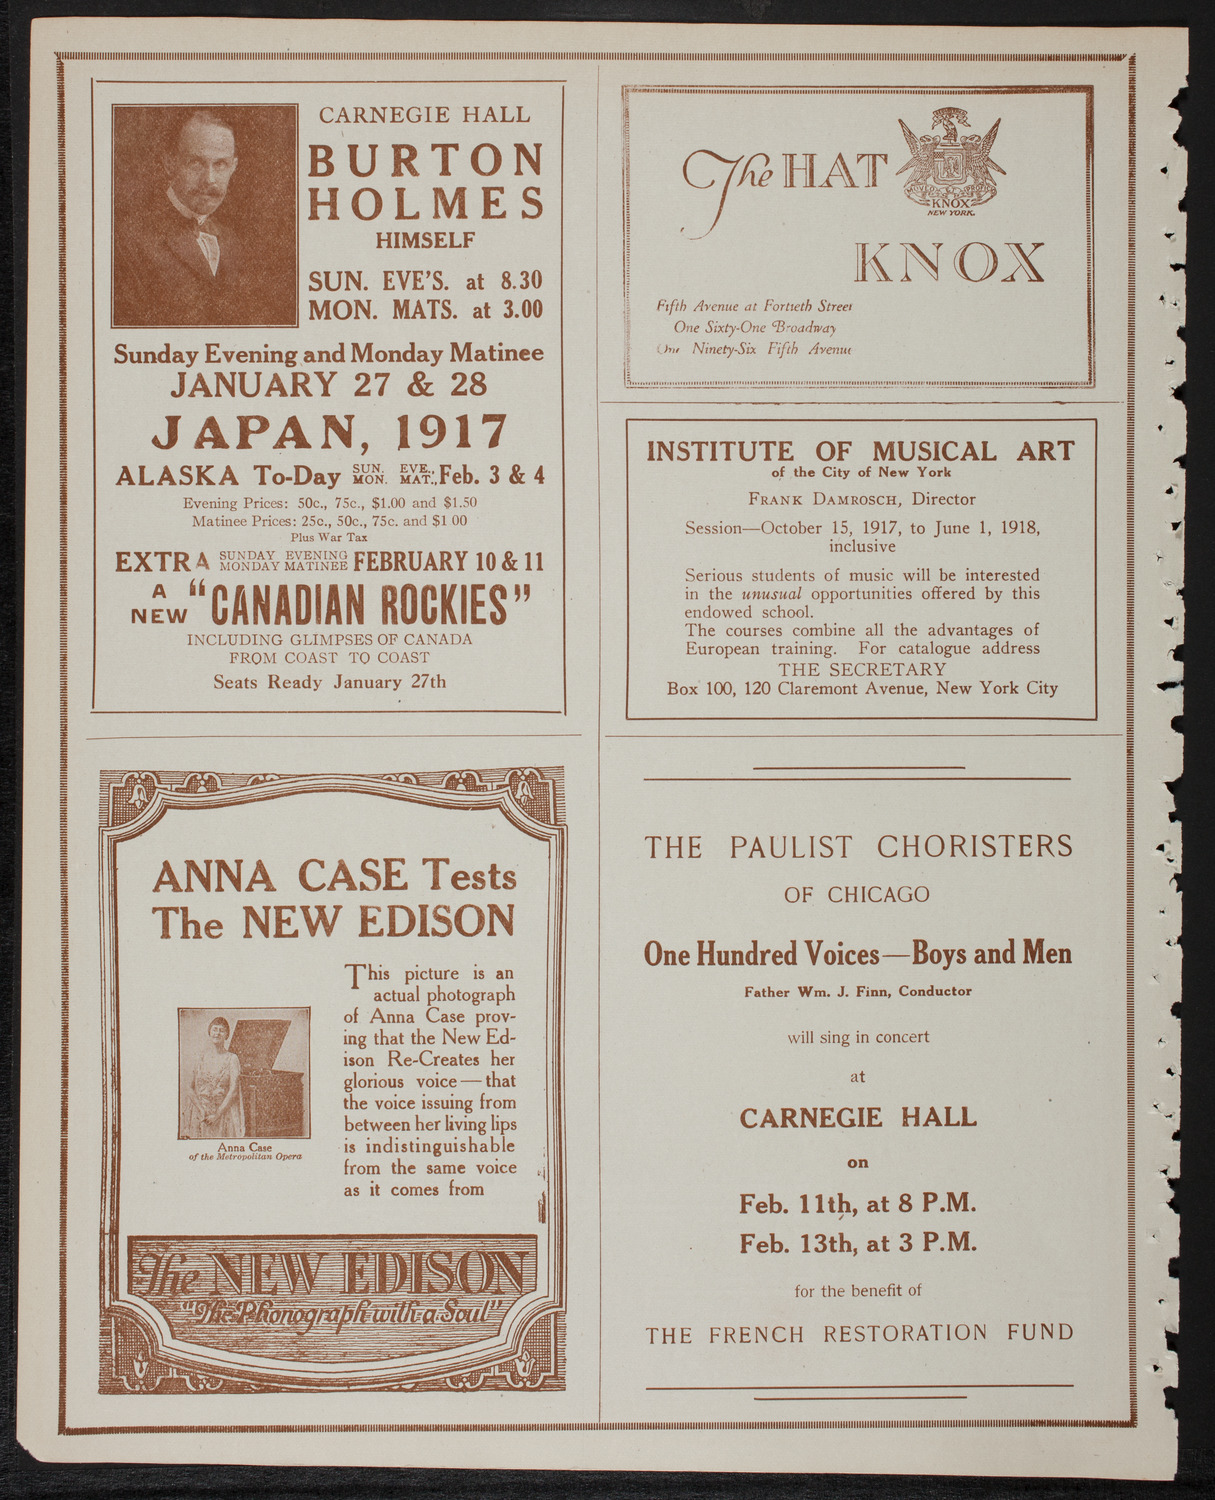 CARNEGIE HALL
BURTON
HOLMES
HIMSELF
SUN. EVE'S. at 8.30
MON. MATS. at 3.00
Sunday Evening and Monday Matinee
JANUARY 27 & 28
JAPAN, 1917
ALASKA To-Day SUN. EVE., MON. MAT., Feb. 3 & 4
Evening Prices: 50c., 75c., $1.00 and $1.50
Matinee Prices: 25c., 50c., 75c. and $1 00
Plus War Tax
EXTRA SUNDAY EVENING MONDAY MATINEE FEBRUARY 10 & 11
A NEW "CANADIAN ROCKIES"
INCLUDING GLIMPSES OF CANADA
FROM COAST TO COAST
Seats Ready January 27th
ANNA CASE Tests
The NEW EDISON
This picture is an
actual photograph
of Anna Case prov-
ing that the New Ed-
ison Re-Creates her
glorious voice—that
the voice issuing from
between her living lips
is indistinguishable
from the same voice
as it comes from
Anna Case
of the Metropolitan Opera
The NEW EDISON
"The Phonograph with a Soul"
The HAT
KNOX
NEW YORK.
KNOX
Fifth Avenue at Fortieth Street
One Sixty-One Broadway
One Ninety-Six Fifth Avenue
INSTITUTE OF MUSICAL ART
of the City of New York
FRANK DAMROSCH, Director
Session—October 15, 1917, to June 1, 1918,
inclusive
Serious students of music will be interested
in the unusual opportunities offered by this
endowed school.
The courses combine all the advantages of
European training. For catalogue address
THE SECRETARY
Box 100, 120 Claremont Avenue, New York City
THE PAULIST CHORISTERS
OF CHICAGO
One Hundred Voices—Boys and Men
Father Wm. J. Finn, Conductor
will sing in concert
at
CARNEGIE HALL
on
Feb. 11th, at 8 P.M.
Feb. 13th, at 3 P.M.
for the benefit of
THE FRENCH RESTORATION FUND